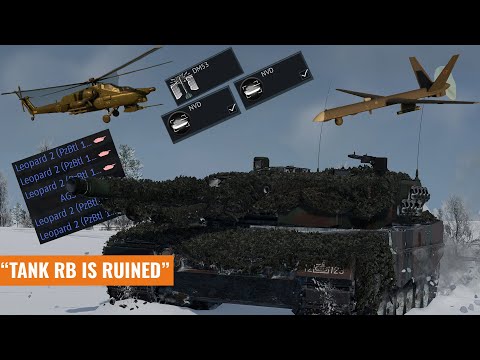 DM53
NVD
NVD
Leopard 2 (PzBtl 1...
Leopard 2 (PzBtl 1...
Leopard 2 (PzBtl 1...
AG
Leopard 2 (PzBtl
Leopard 2 (PzBtl 1
"TANK RB IS RUINED"